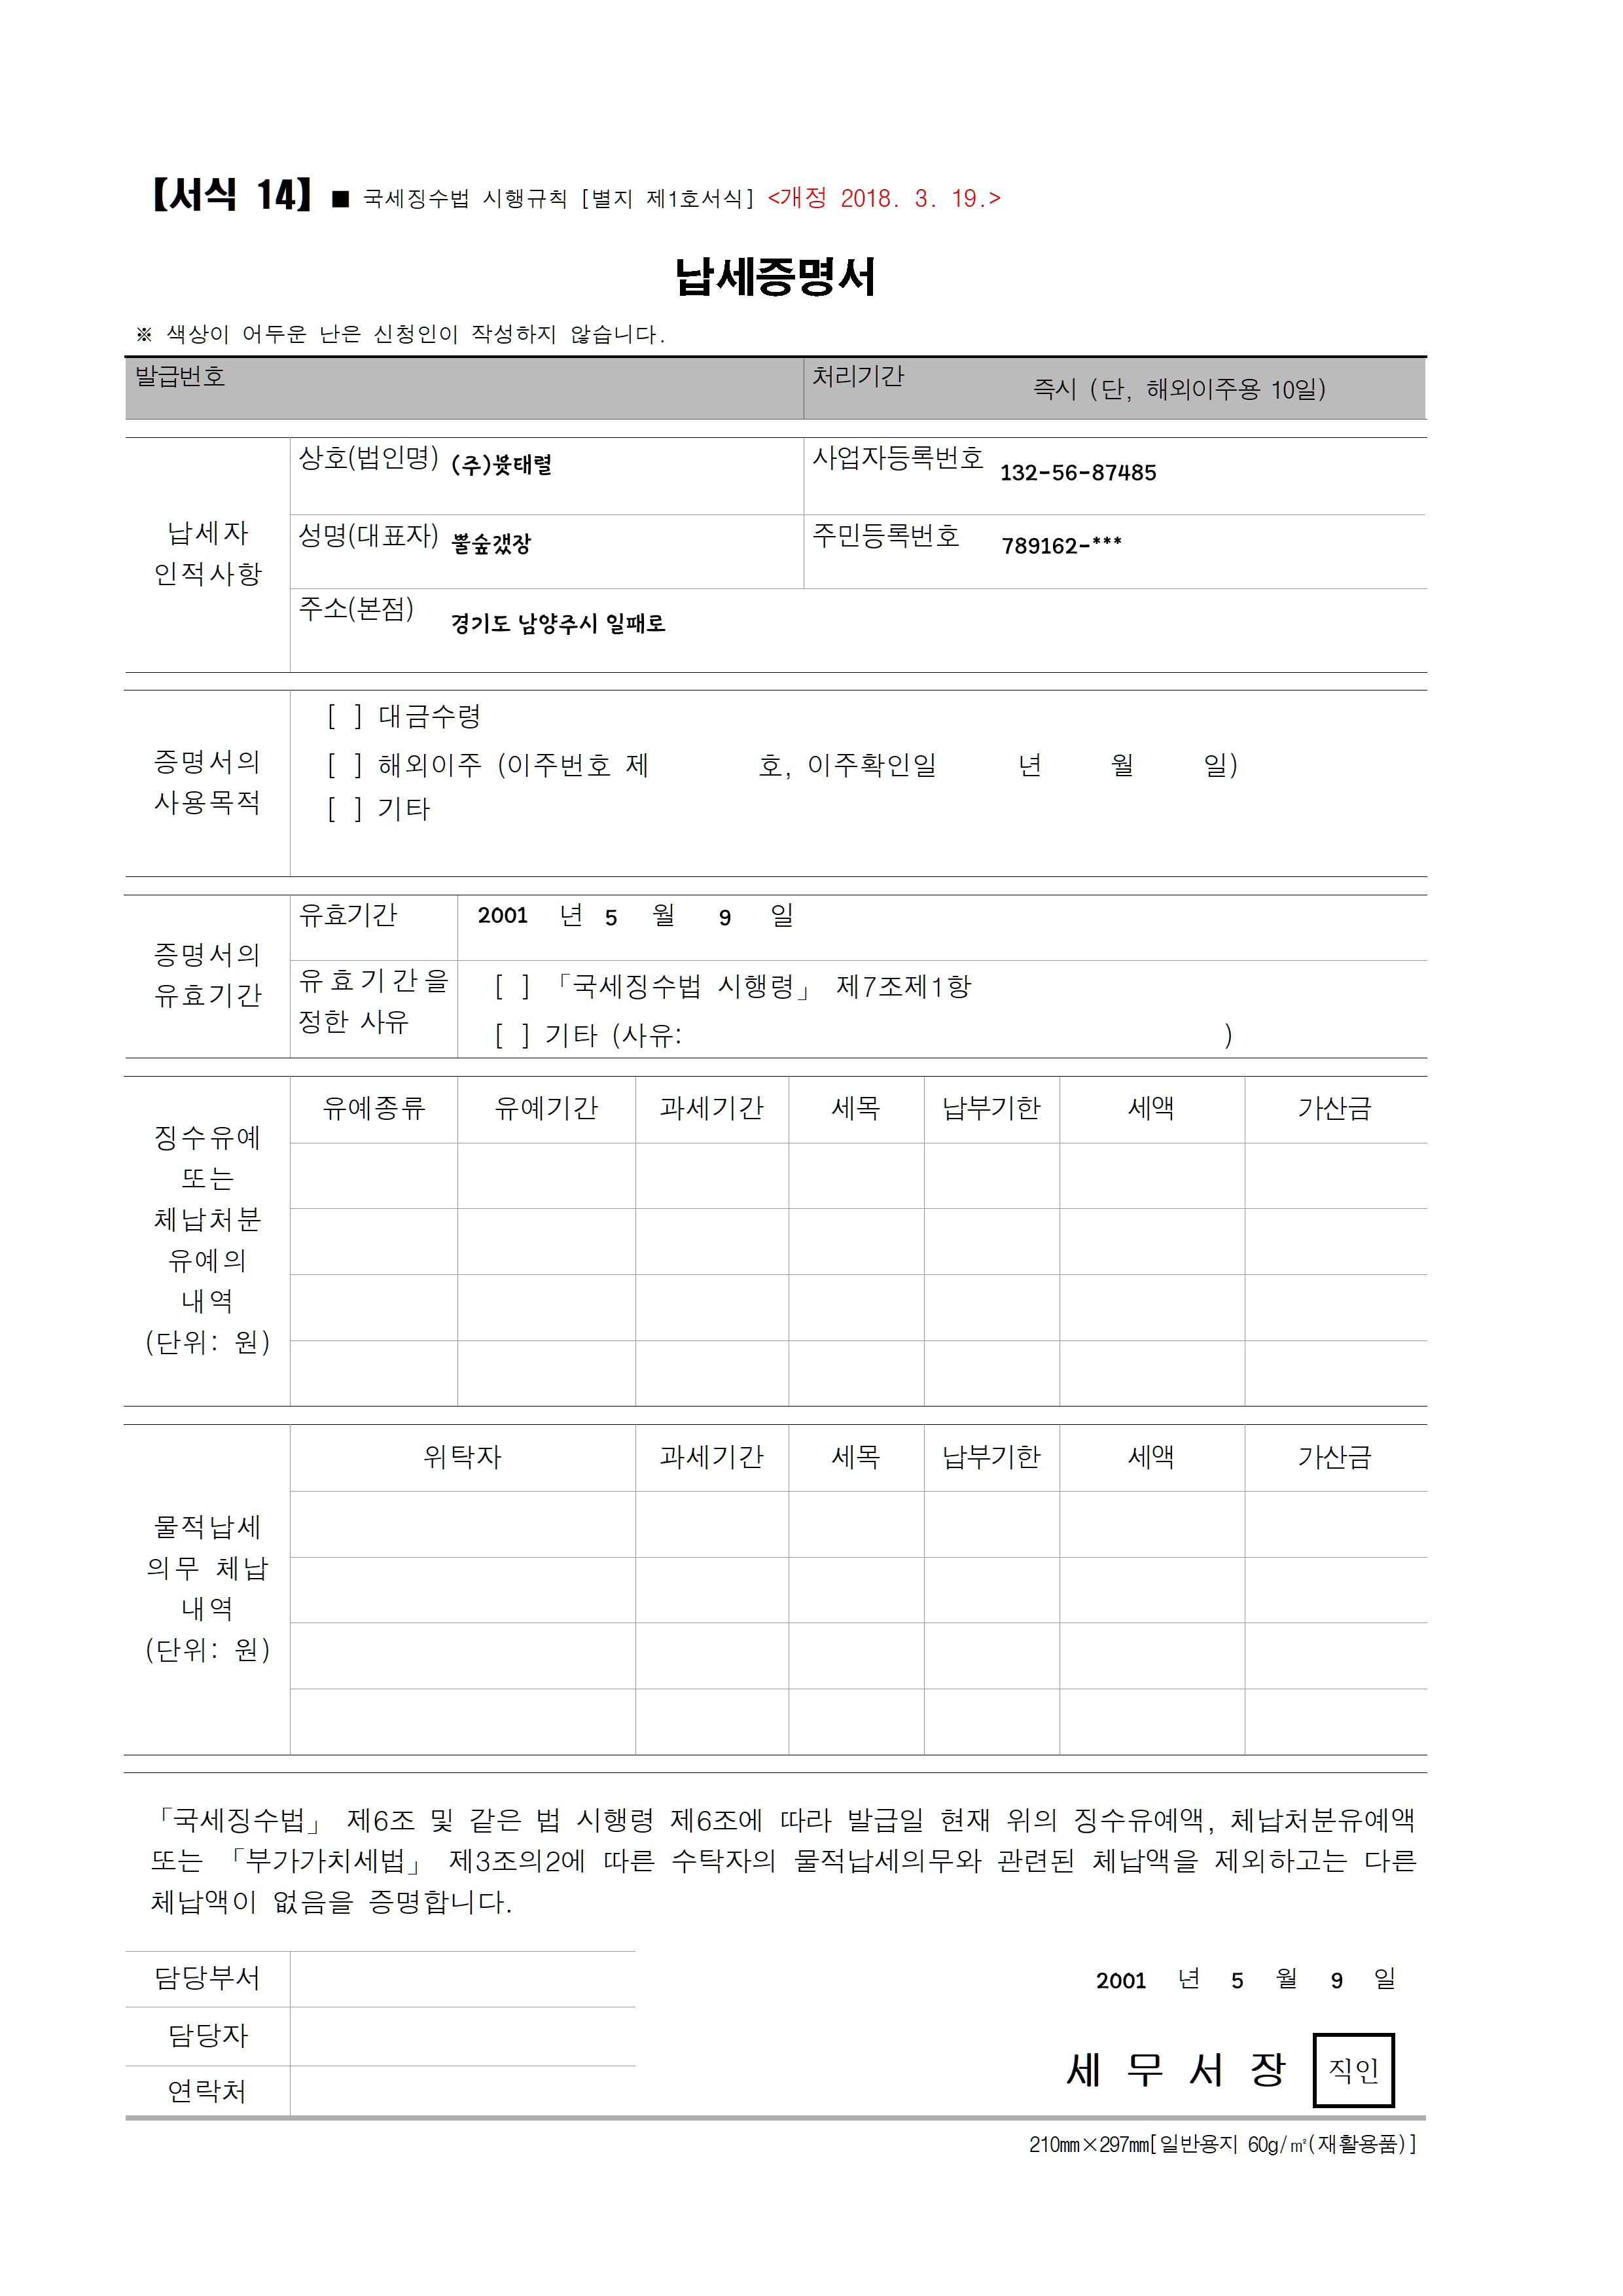 【서식 14】 ■ 국세징수법 시행규칙 [별지 제1호서식] <개정 2018. 3. 19.>
납세증명서
※ 색상이 어두운 난은 신청인이 작성하지 않습니다.
발급번호 처리기간 즉시 (단, 해외이주용 10일)
납세자
인적사항
상호(법인명) (주)붓태렬 사업자등록번호 132-56-87485
성명(대표자) 뿔숲갰장 주민등록번호 789162-***
주소(본점) 경기도 남양주시 일패로
증명서의
사용목적
[ ] 대금수령
[ ] 해외이주 (이주번호 제 호, 이주확인일 년 월 일)
[ ] 기타
증명서의
유효기간
유효기간 2001 년 5 월 9 일
유효기간을
정한 사유
[ ] 「국세징수법 시행령」 제7조제1항
[ ] 기타 (사유: )
징수유예
또는
체납처분
유예의
내역
(단위: 원)
유예종류 유예기간 과세기간 세목 납부기한 세액 가산금
물적납세
의무 체납
내역
(단위: 원)
위탁자 과세기간 세목 납부기한 세액 가산금
「국세징수법」 제6조 및 같은 법 시행령 제6조에 따라 발급일 현재 위의 징수유예액, 체납처분유예액
또는 「부가가치세법」 제3조의2에 따른 수탁자의 물적납세의무와 관련된 체납액을 제외하고는 다른
체납액이 없음을 증명합니다.
담당부서
담당자
연락처
2001 년 5 월 9 일
세 무 서 장 직인
210㎜×297㎜[일반용지 60g/㎡(재활용품)]